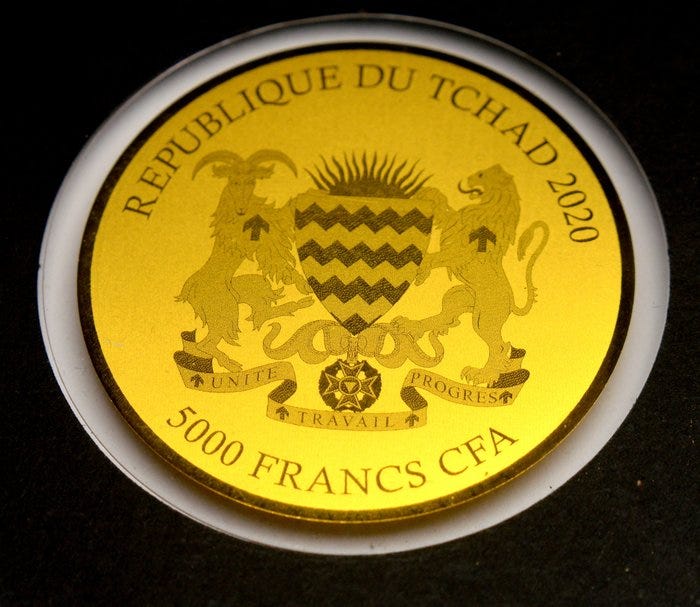 REPUBLIQUE DU TCHAD 2020
UNITE
TRAVAIL
PROGRES
5000 FRANCS CFA